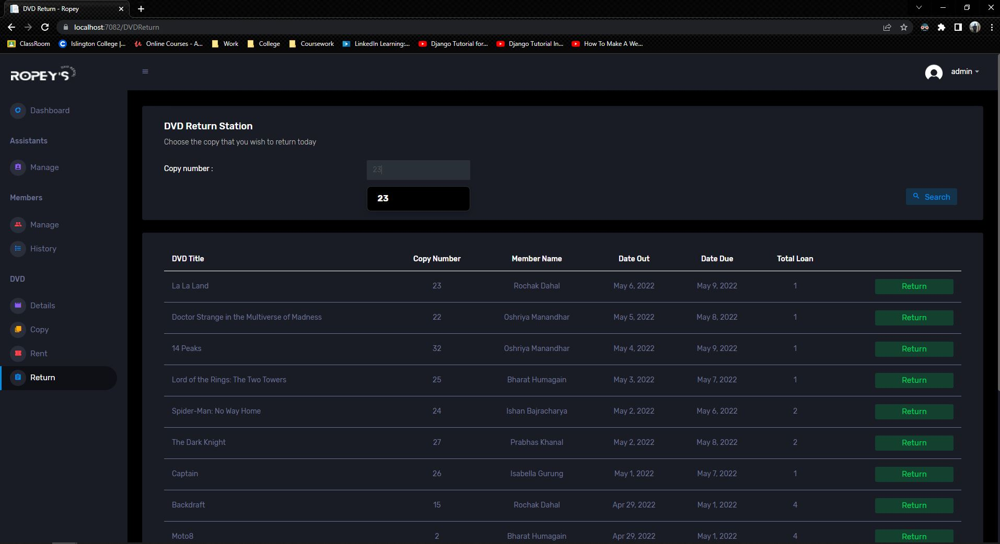 DVD Return - Ropey
localhost:7082/DVDReturn
ClassRoom Islington College |... Online Courses - A... Work College Coursework LinkedIn Learning:... Django Tutorial for... Django Tutorial In... How To Make A We...
ROPEY'S
admin
Dashboard
Assistants
Manage
Members
Manage
History
DVD
Details
Copy
Rent
Return
DVD Return Station
Choose the copy that you wish to return today
Copy number : 23
23
Search
DVD Title Copy Number Member Name Date Out Date Due Total Loan
La La Land 23 Rochak Dahal May 6, 2022 May 9, 2022 1 Return
Doctor Strange in the Multiverse of Madness 22 Oshriya Manandhar May 5, 2022 May 8, 2022 1 Return
14 Peaks 32 Oshriya Manandhar May 4, 2022 May 9, 2022 1 Return
Lord of the Rings: The Two Towers 25 Bharat Humagain May 3, 2022 May 7, 2022 1 Return
Spider-Man: No Way Home 24 Ishan Bajracharya May 2, 2022 May 6, 2022 2 Return
The Dark Knight 27 Prabhas Khanal May 2, 2022 May 8, 2022 2 Return
Captain 26 Isabella Gurung May 1, 2022 May 7, 2022 1 Return
Backdraft 15 Rochak Dahal Apr 29, 2022 May 1, 2022 4 Return
Moto8 2 Bharat Humagain Apr 29, 2022 May 1, 2022 4 Return